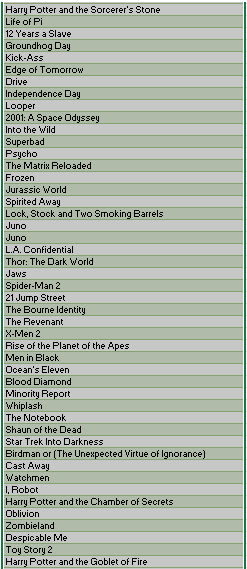 Harry Potter and the Sorcerer's Stone
Life of Pi
12 Years a Slave
Groundhog Day
Kick-Ass
Edge of Tomorrow
Drive
Independence Day
Looper
2001: A Space Odyssey
Into the Wild
Superbad
Psycho
The Matrix Reloaded
Frozen
Jurassic World
Spirited Away
Lock, Stock and Two Smoking Barrels
Juno
Juno
L.A. Confidential
Thor: The Dark World
Jaws
Spider-Man 2
21 Jump Street
The Bourne Identity
The Revenant
X-Men 2
Rise of the Planet of the Apes
Men in Black
Ocean's Eleven
Blood Diamond
Minority Report
Whiplash
The Notebook
Shaun of the Dead
Star Trek Into Darkness
Birdman or (The Unexpected Virtue of Ignorance)
Cast Away
Watchmen
I, Robot
Harry Potter and the Chamber of Secrets
Oblivion
Zombieland
Despicable Me
Toy Story 2
Harry Potter and the Goblet of Fire